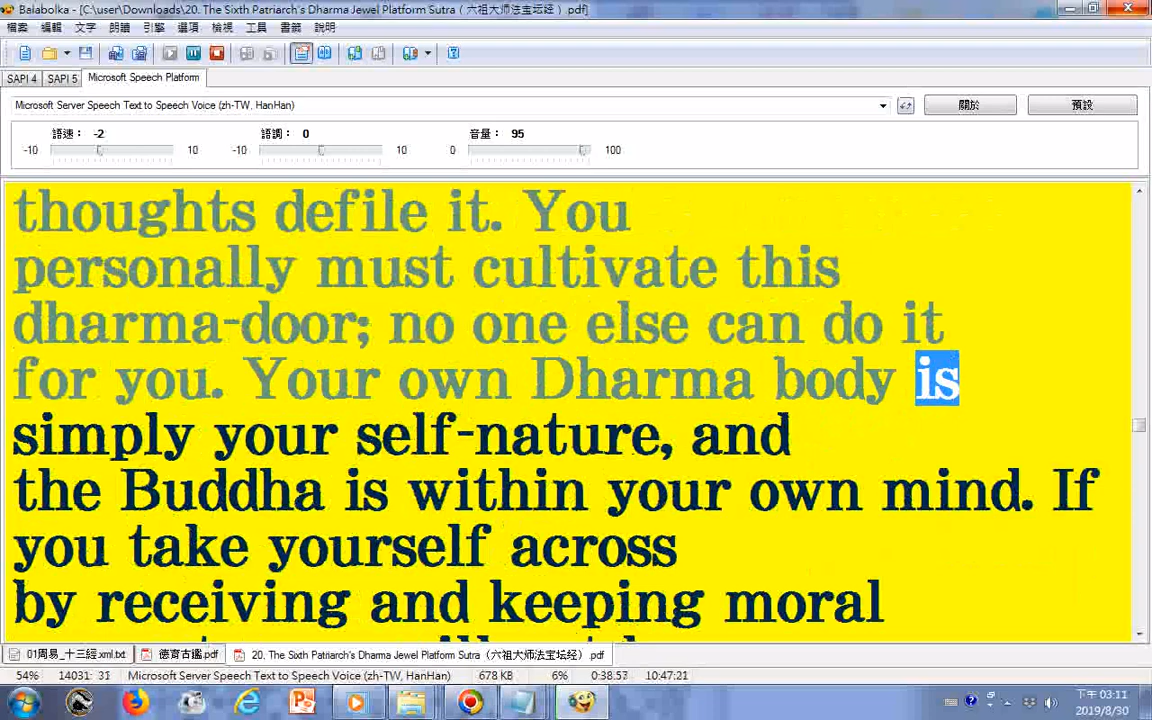 Balabolka - [C:\user\Downloads\20. The Sixth Patriarch's Dharma Jewel Platform Sutra（六祖大师法宝坛经）.pdf]
檔案 編輯 文字 朗讀 引擎 選項 檢視 工具 書籤 說明
SAPI 4 SAPI 5 Microsoft Speech Platform
Microsoft Server Speech Text to Speech Voice (zh-TW, HanHan) 關於 預設
語速： -2 語調： 0 音量： 95
-10 10 -10 10 0 100
thoughts defile it. You
personally must cultivate this
dharma-door; no one else can do it
for you. Your own Dharma body is
simply your self-nature, and
the Buddha is within your own mind. If
you take yourself across
by receiving and keeping moral
01周易_十三經.xml.txt 德育古鑑.pdf 20. The Sixth Patriarch's Dharma Jewel Platform Sutra（六祖大师法宝坛经）.pdf
54% 14031: 31 Microsoft Server Speech Text to Speech Voice (zh-TW, HanHan) 678 KB 6% 0:38:53 10:47:21
下午 03:11
2019/8/30